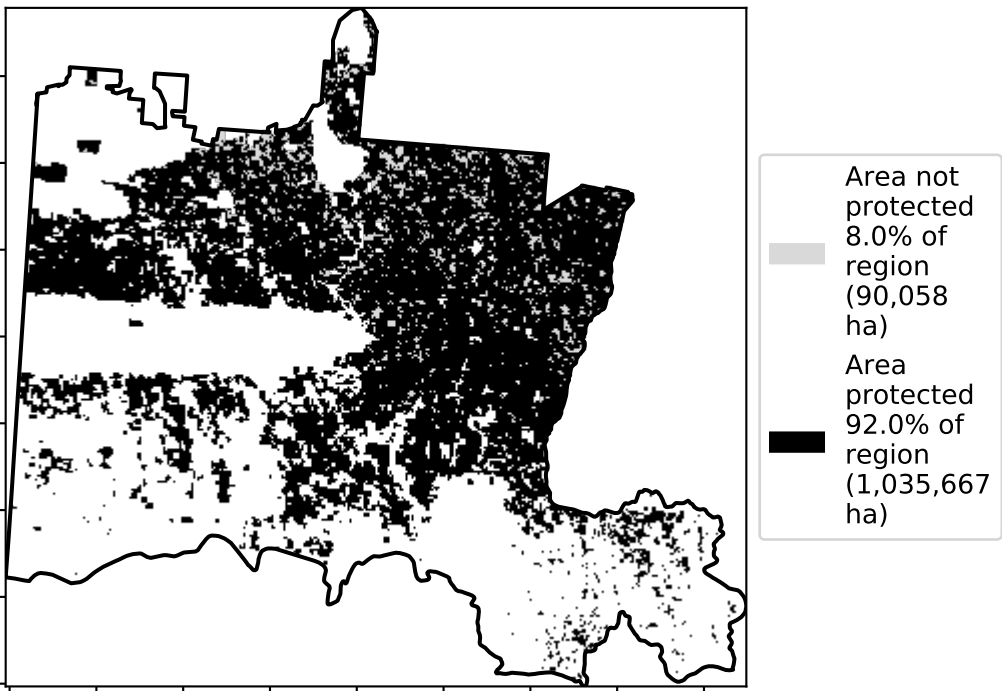 Area not
protected
8.0% of
region
(90,058
ha)
Area
protected
92.0% of
region
(1,035,667
ha)